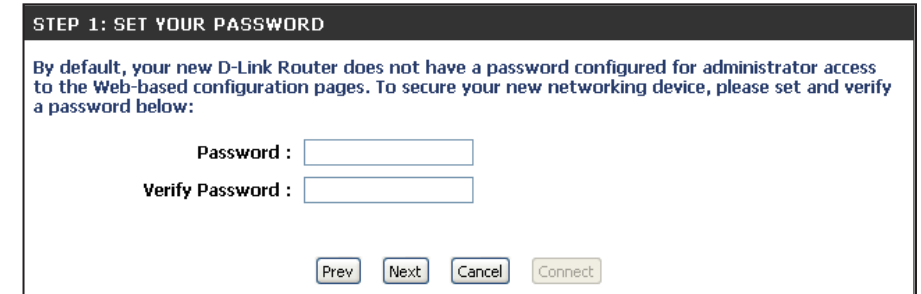 STEP 1: SET YOUR PASSWORD
By default, your new D-Link Router does not have a password configured for administrator access
to the Web-based configuration pages. To secure your new networking device, please set and verify
a password below:
Password :
Verify Password :
Prev Next Cancel Connect